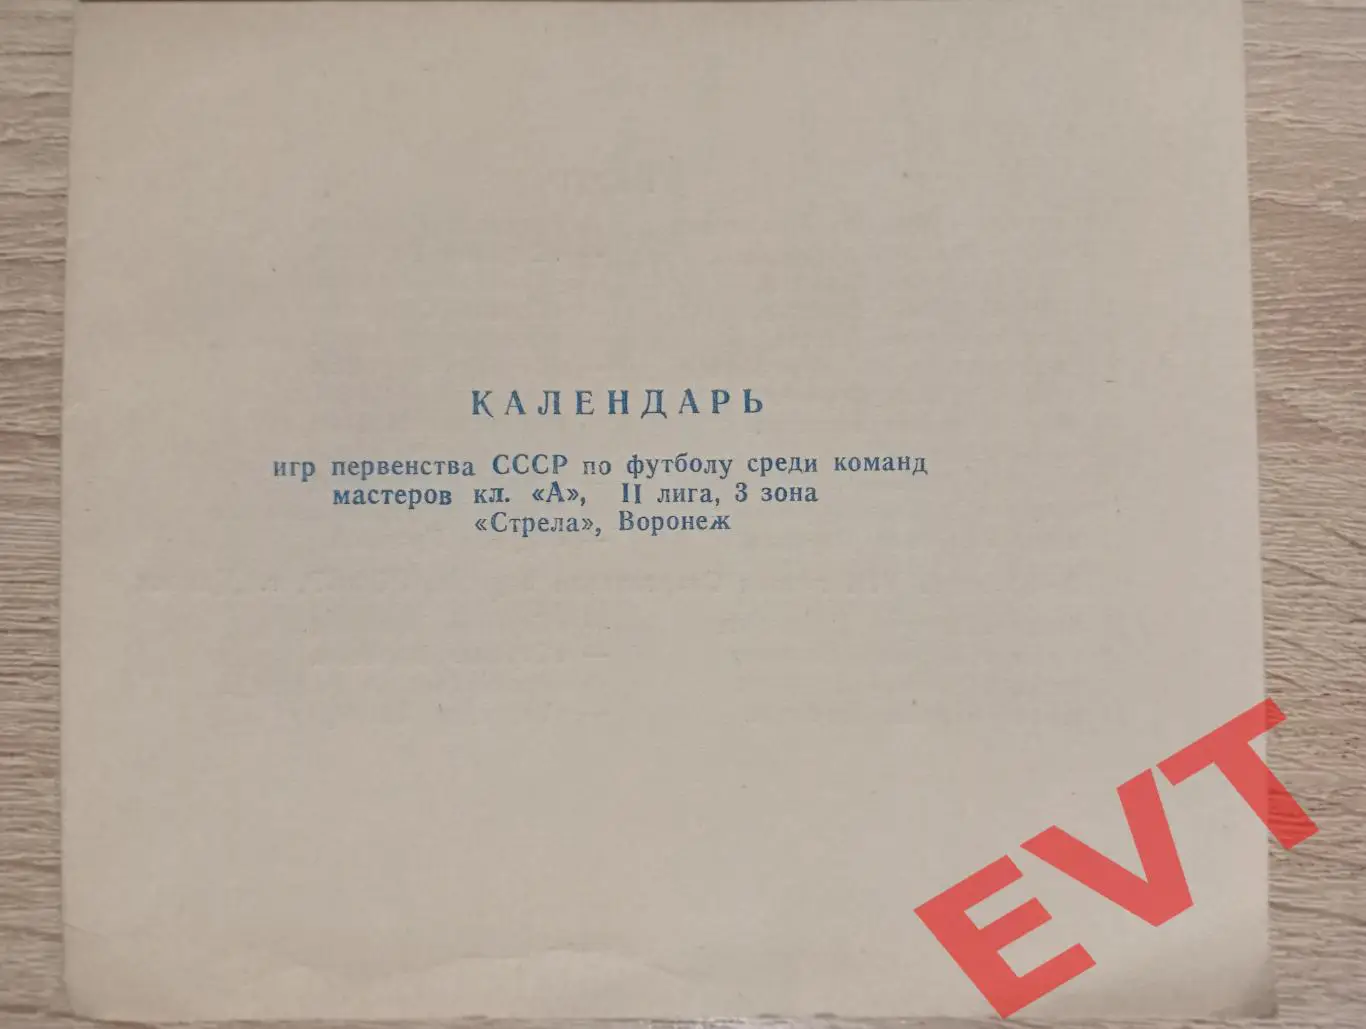 КАЛЕНДАРЬ
игр первенства СССР по футболу среди команд
мастеров кл. «А», II лига, 3 зона
«Стрела», Воронеж
EVT